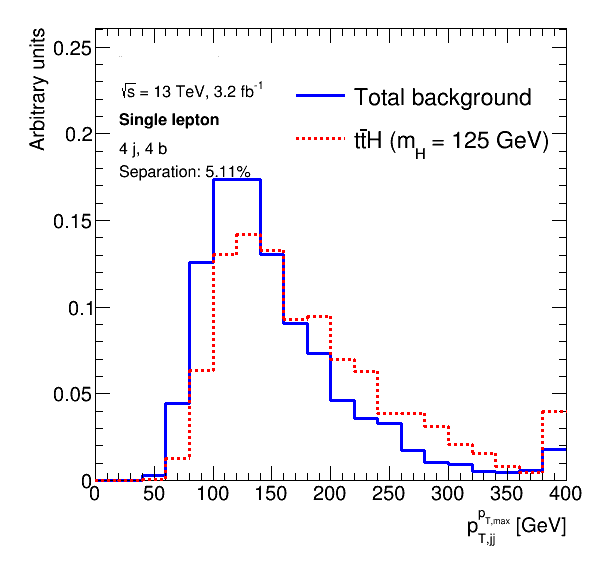 Arbitrary units
0.25
0.2
0.15
0.1
0.05
0
√s = 13 TeV, 3.2 fb⁻¹
Single lepton
4 j, 4 b
Separation: 5.11%
Total background
tt̄H (m_H = 125 GeV)
0 50 100 150 200 250 300 350 400
p_{T,jj}^{p_{T,max}} [GeV]